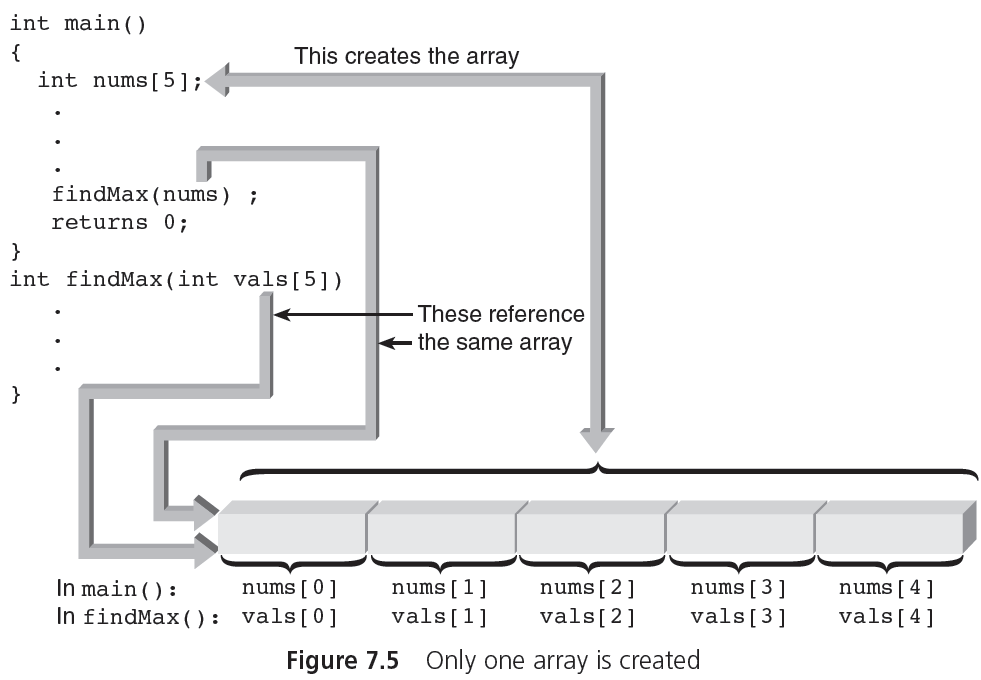 int main()
{
This creates the array
int nums[5];
.
.
.
findMax(nums) ;
returns 0;
}
int findMax(int vals[5])
.
.
.
}
These reference
the same array
In main(): nums[0] nums[1] nums[2] nums[3] nums[4]
In findMax(): vals[0] vals[1] vals[2] vals[3] vals[4]
Figure 7.5 Only one array is created